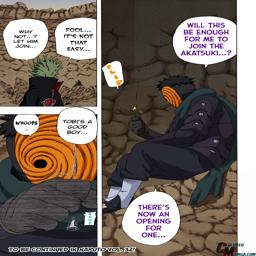 WILL THIS
BE ENOUGH
FOR ME TO
JOIN THE
AKATSUKI...?
FOOL...
IT'S NOT
THAT
EASY...
WHY
NOT...?
LET HIM
JOIN...
WHOOPS
TOBI'S A
GOOD
BOY...
THERE'S
NOW AN
OPENING
FOR
ONE...
TO BE CONTINUED IN NARUTO VOL. 32!